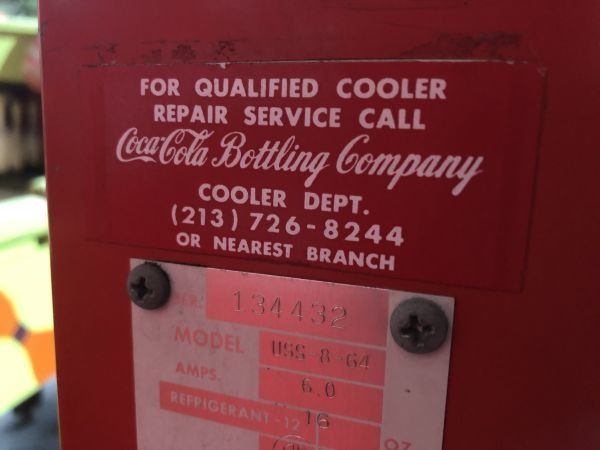 FOR QUALIFIED COOLER
REPAIR SERVICE CALL
Coca-Cola Bottling Company
COOLER DEPT.
(213) 726-8244
OR NEAREST BRANCH
134432
MODEL USS-8-64
AMPS. 6.0
REFRIGERANT-12 16 OZ